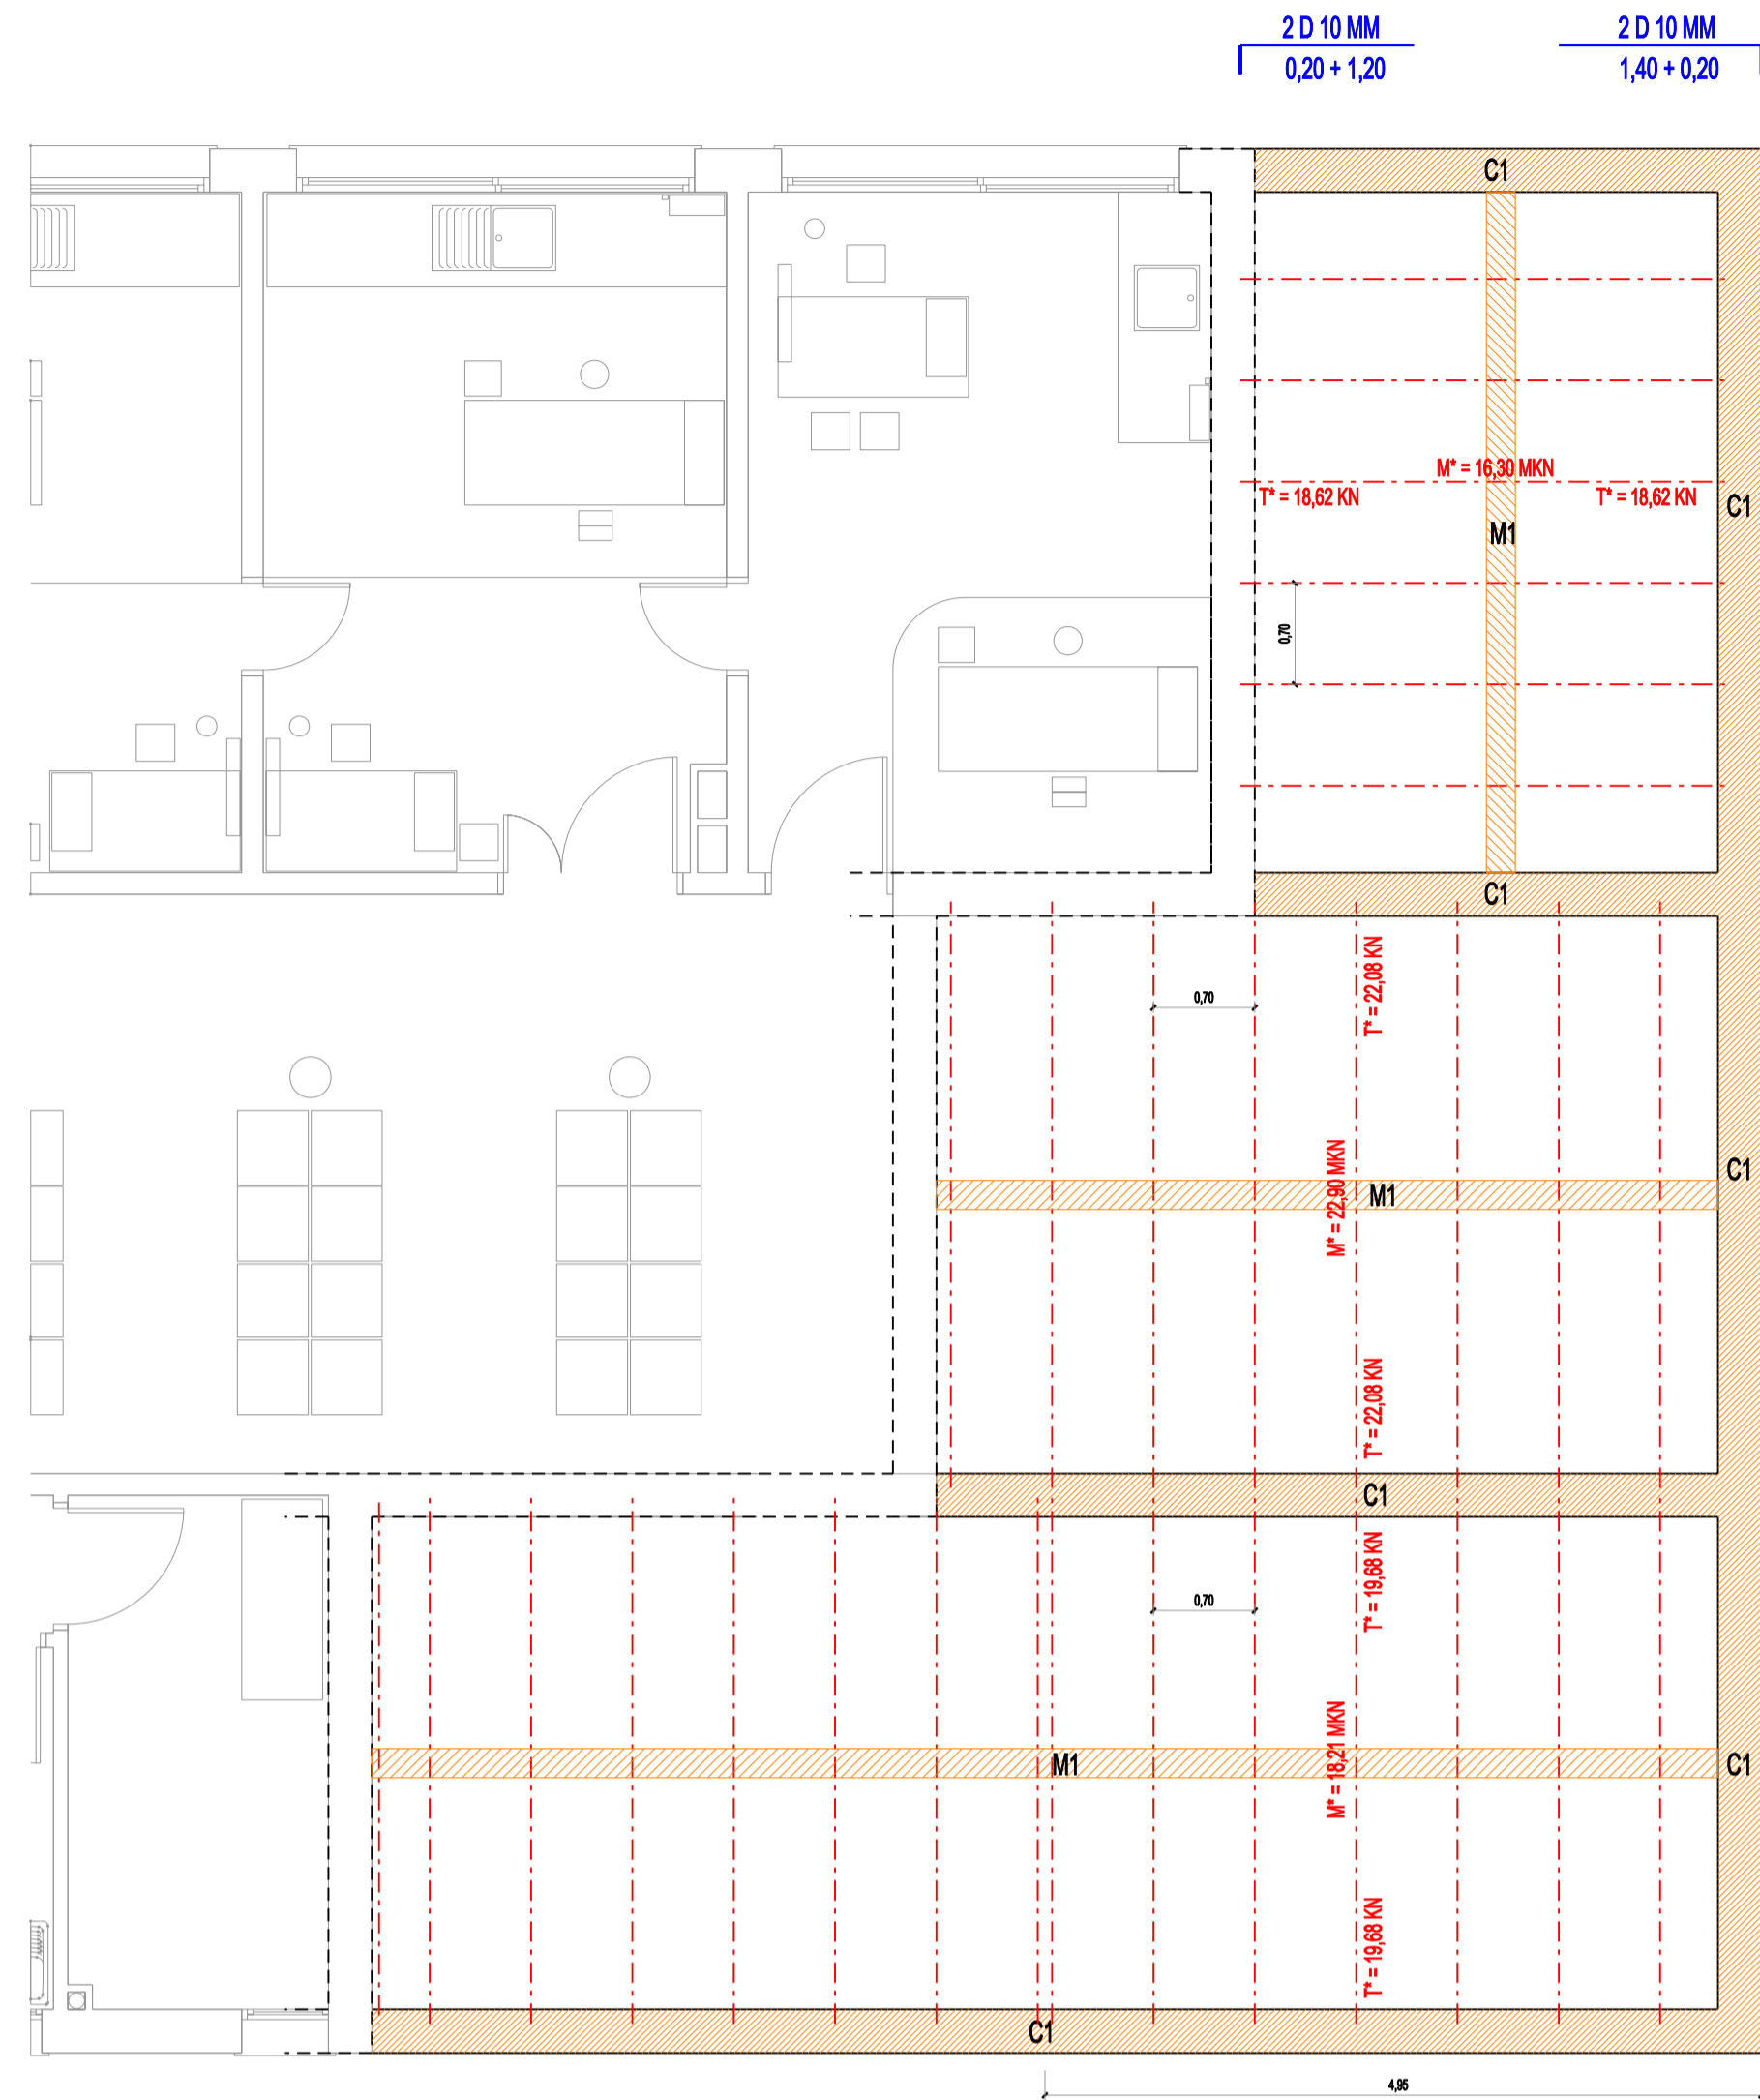 2 D 10 MM
0,20 + 1,20
2 D 10 MM
1,40 + 0,20
C1
M* = 16,30 MKN
T* = 18,62 KN
T* = 18,62 KN
C1
M1
0,70
C1
T* = 22,08 KN
0,70
M* = 22,90 MKN
C1
M1
T* = 22,08 KN
C1
T* = 19,68 KN
0,70
M* = 18,21 MKN
M1
C1
T* = 19,68 KN
C1
4,95